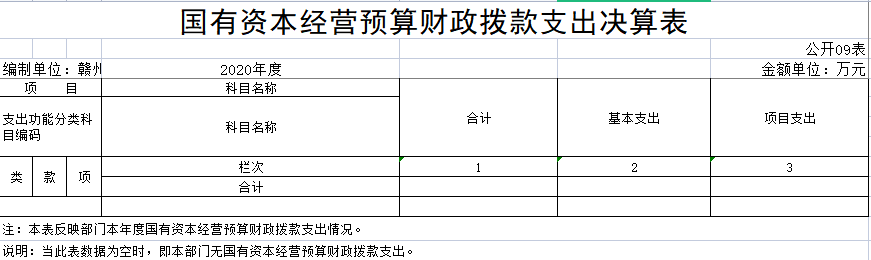 国有资本经营预算财政拨款支出决算表
公开09表
编制单位：赣州 2020年度 金额单位：万元
项 目 科目名称 合计 基本支出 项目支出
支出功能分类科目编码 科目名称
类 款 项 栏次 1 2 3
合计
注：本表反映部门本年度国有资本经营预算财政拨款支出情况。
说明：当此表数据为空时，即本部门无国有资本经营预算财政拨款支出。